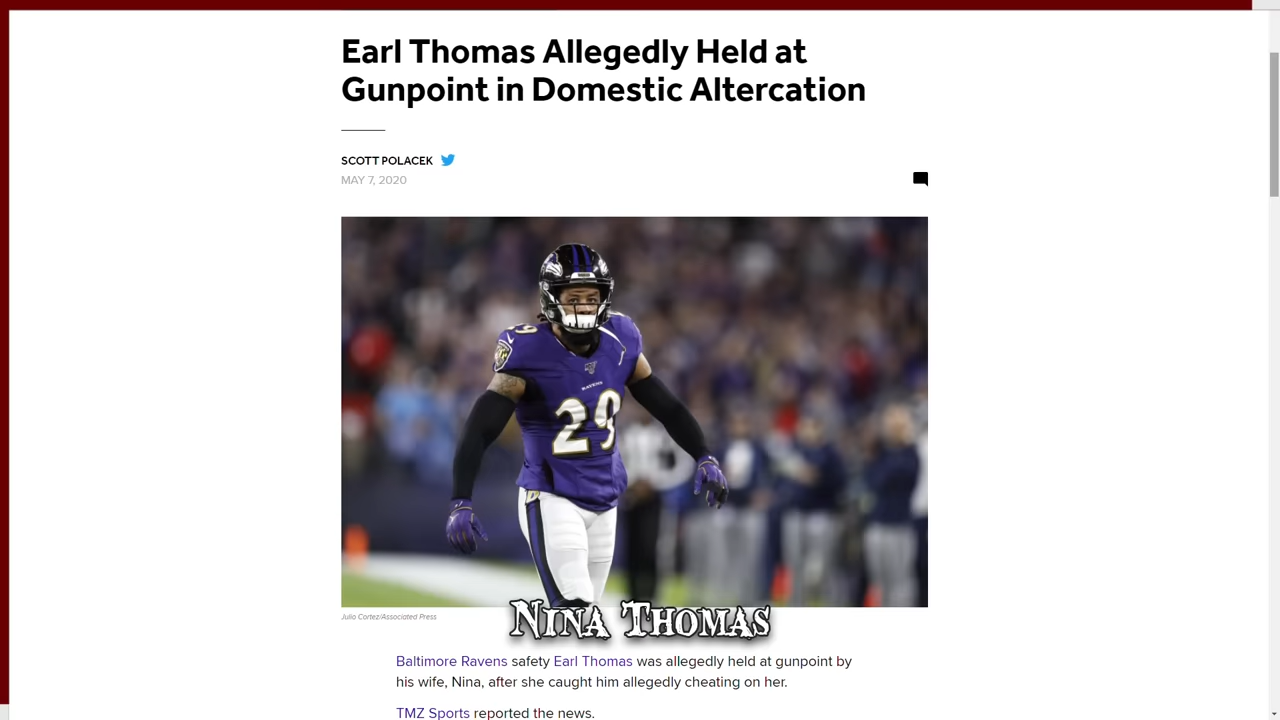 Earl Thomas Allegedly Held at
Gunpoint in Domestic Altercation
SCOTT POLACEK
MAY 7, 2020
RAVENS
29
Julio Cortez/Associated Press
Nina Thomas
Baltimore Ravens safety Earl Thomas was allegedly held at gunpoint by
his wife, Nina, after she caught him allegedly cheating on her.
TMZ Sports reported the news.